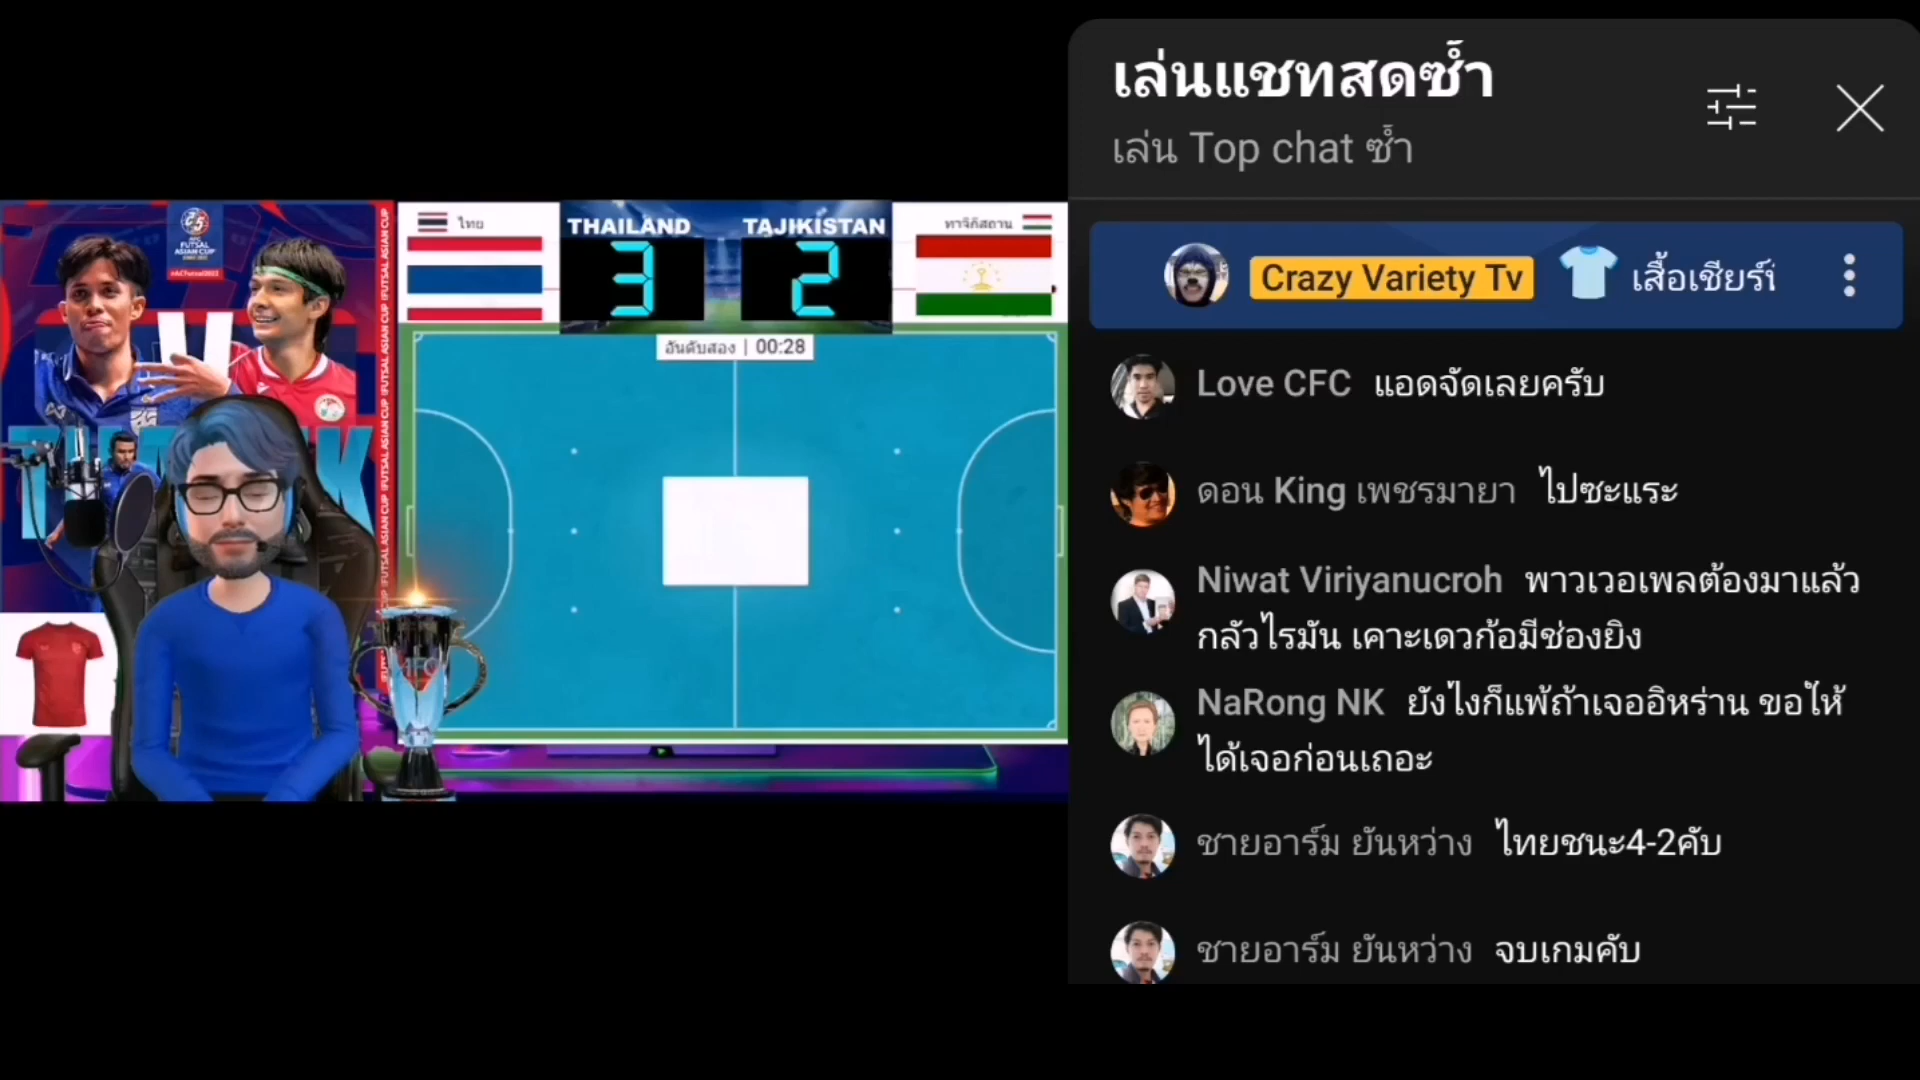 FUTSAL
ASIAN CUP
#ACFutsal2022
FUTSAL ASIAN CUP
ไทย
THAILAND
TAJIKISTAN
ทาจิกิสถาน
3
2
อันดับสอง | 00:28
AFC
เล่นแชทสดซ้ำ
เล่น Top chat ซ้ำ
Crazy Variety Tv
Love CFC แอดจัดเลยครับ
ดอน King เพชรมายา ไปซะแระ
Niwat Viriyanucroh พาวเวอเพลต้องมาแล้ว
กลัวไรมัน เคาะเดวก้อมีช่องยิง
NaRong NK ยังไงก็แพ้ถ้าเจออิหร่าน ขอให้
ได้เจอก่อนเถอะ
ชายอาร์ม ยันหว่าง ไทยชนะ4-2คับ
ชายอาร์ม ยันหว่าง จบเกมคับ